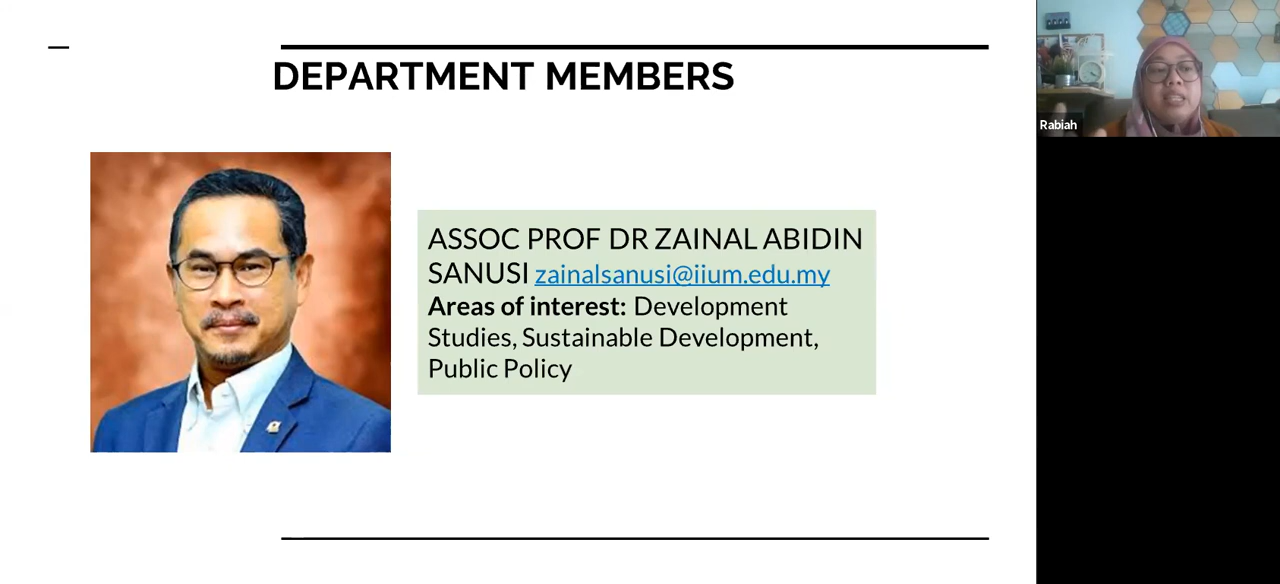 DEPARTMENT MEMBERS
ASSOC PROF DR ZAINAL ABIDIN
SANUSI zainalsanusi@iium.edu.my
Areas of interest: Development
Studies, Sustainable Development,
Public Policy
Rabiah